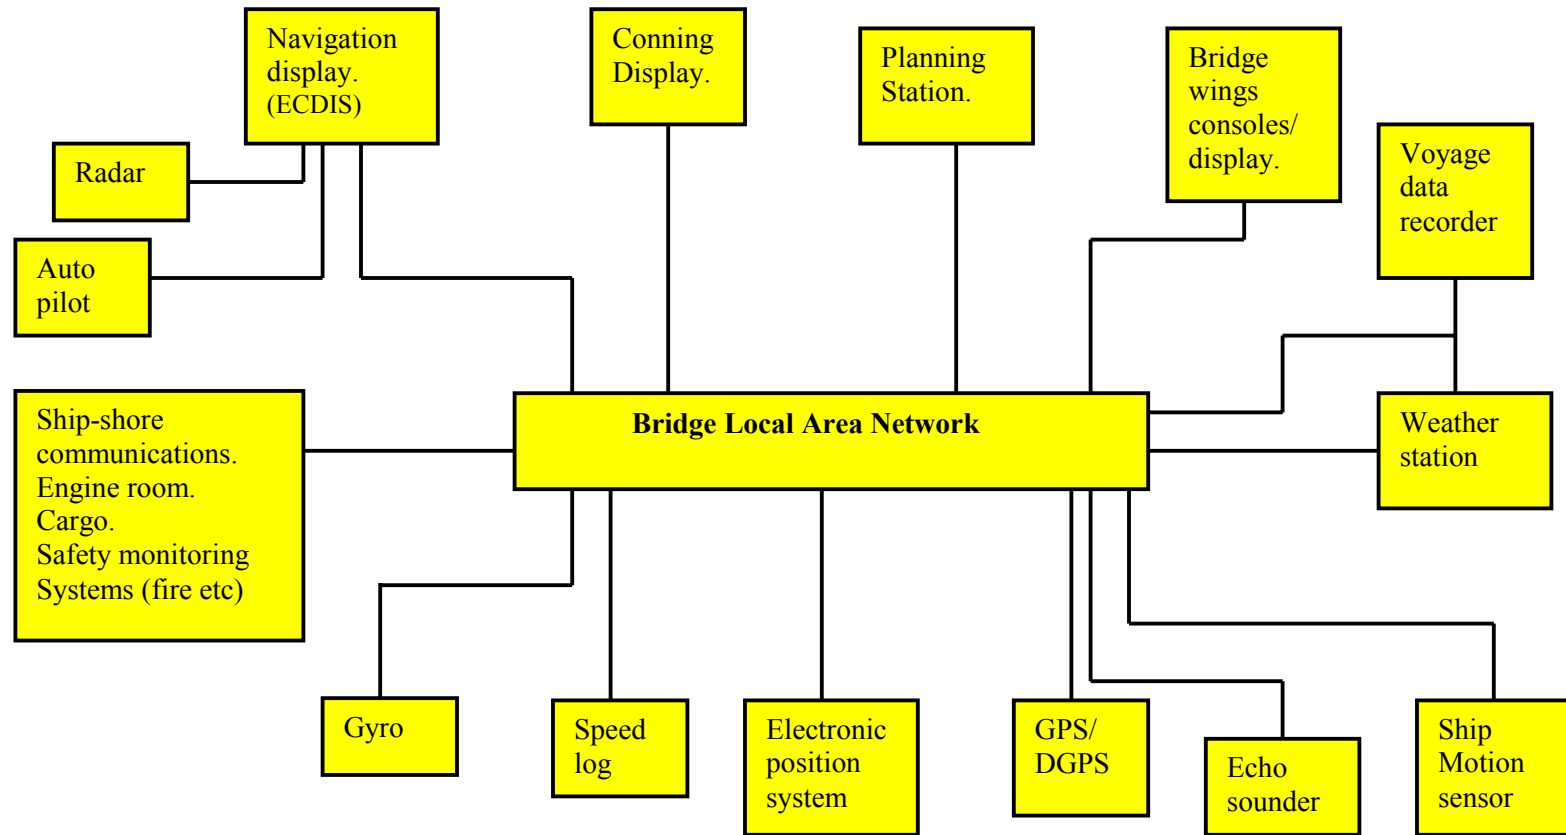 Navigation
display.
(ECDIS)
Conning
Display.
Planning
Station.
Bridge
wings
consoles/
display.
Voyage
data
recorder
Radar
Auto
pilot
Ship-shore
communications.
Engine room.
Cargo.
Safety monitoring
Systems (fire etc)
Bridge Local Area Network
Weather
station
Gyro
Speed
log
Electronic
position
system
GPS/
DGPS
Echo
sounder
Ship
Motion
sensor